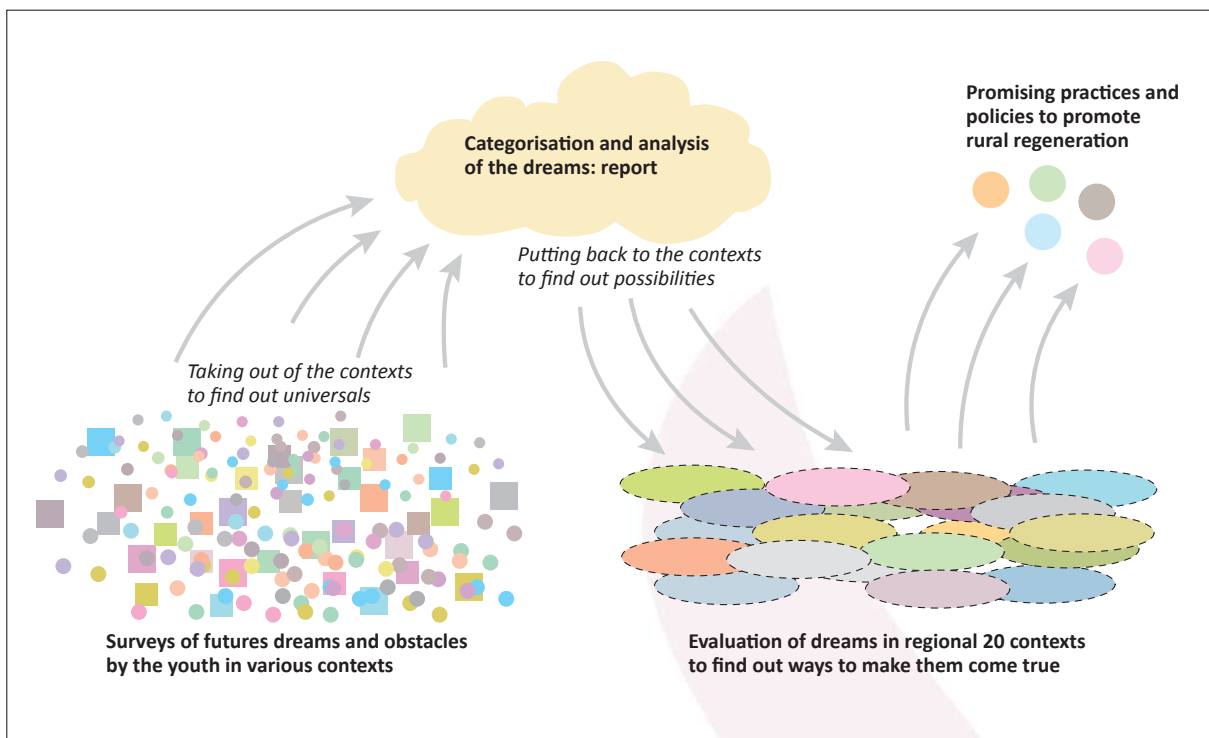 Promising practices and
policies to promote
rural regeneration
Categorisation and analysis
of the dreams: report
Putting back to the contexts
to find out possibilities
Taking out of the contexts
to find out universals
Surveys of futures dreams and obstacles
by the youth in various contexts
Evaluation of dreams in regional 20 contexts
to find out ways to make them come true